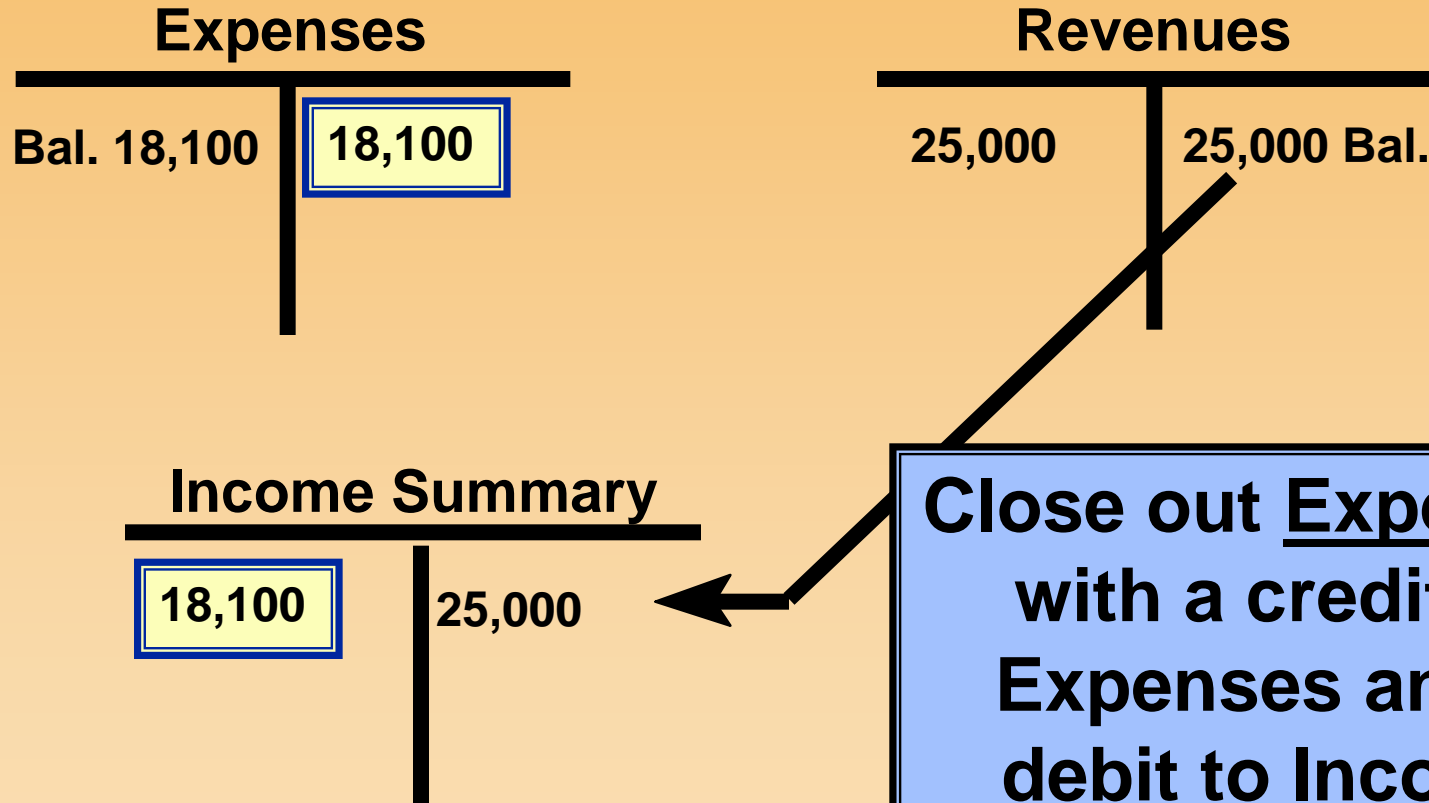 Expenses
Revenues
Bal. 18,100
18,100
25,000
25,000 Bal.
Income Summary
18,100
25,000
Close out
with a
Expenses
debit to